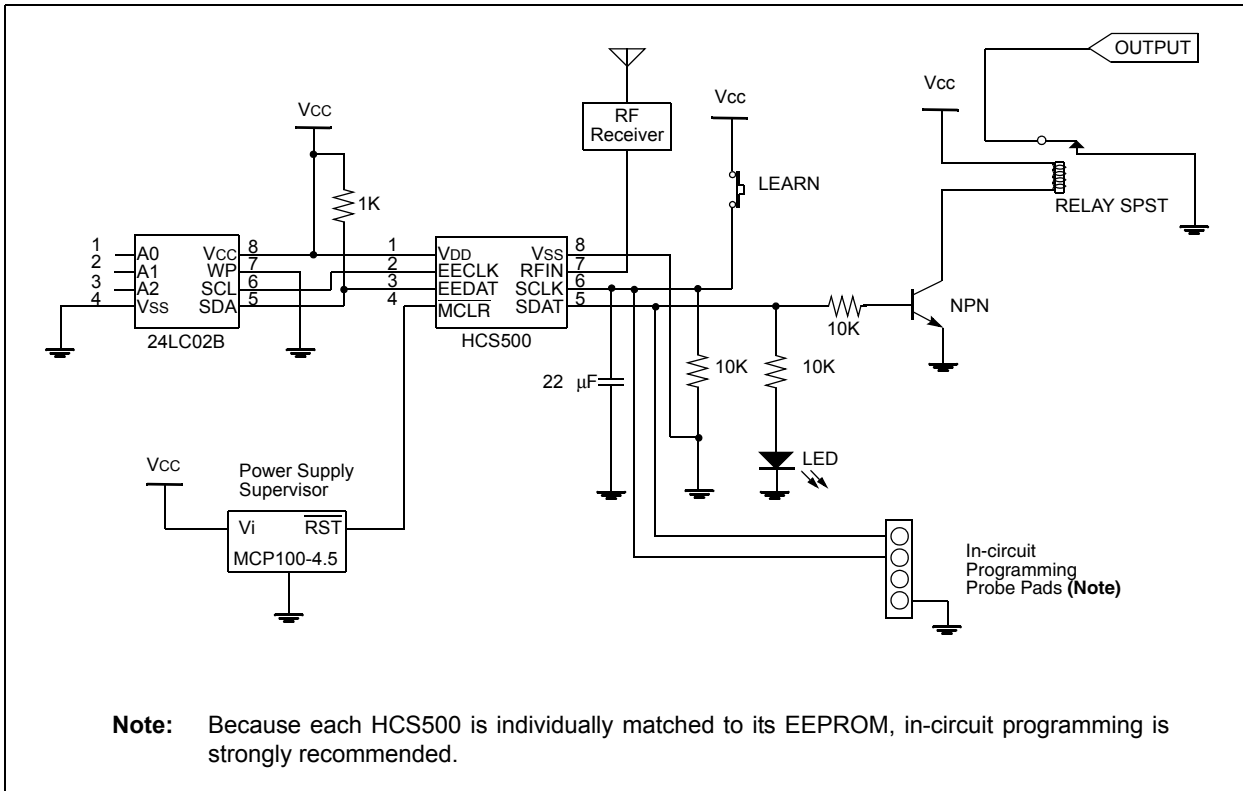 OUTPUT
Vcc
Vcc
VCC
RF
Receiver
LEARN
1K
RELAY SPST
1 A0 VCC 8
2 A1 WP 7
3 A2 SCL 6
4 VSS SDA 5
24LC02B
1 VDD VSS 8
2 EECLK RFIN 7
3 EEDAT SCLK 6
4 MCLR SDAT 5
HCS500
NPN
10K
22 μF
10K
10K
LED
VCC
Power Supply
Supervisor
Vi RST
MCP100-4.5
In-circuit
Programming
Probe Pads (Note)
Note: Because each HCS500 is individually matched to its EEPROM, in-circuit programming is
strongly recommended.